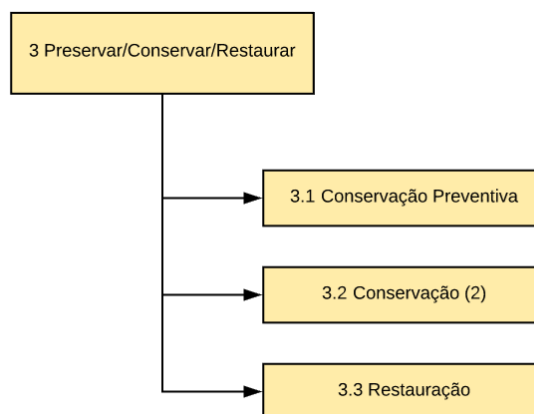 3 Preservar/Conservar/Restaurar
3.1 Conservação Preventiva
3.2 Conservação (2)
3.3 Restauração